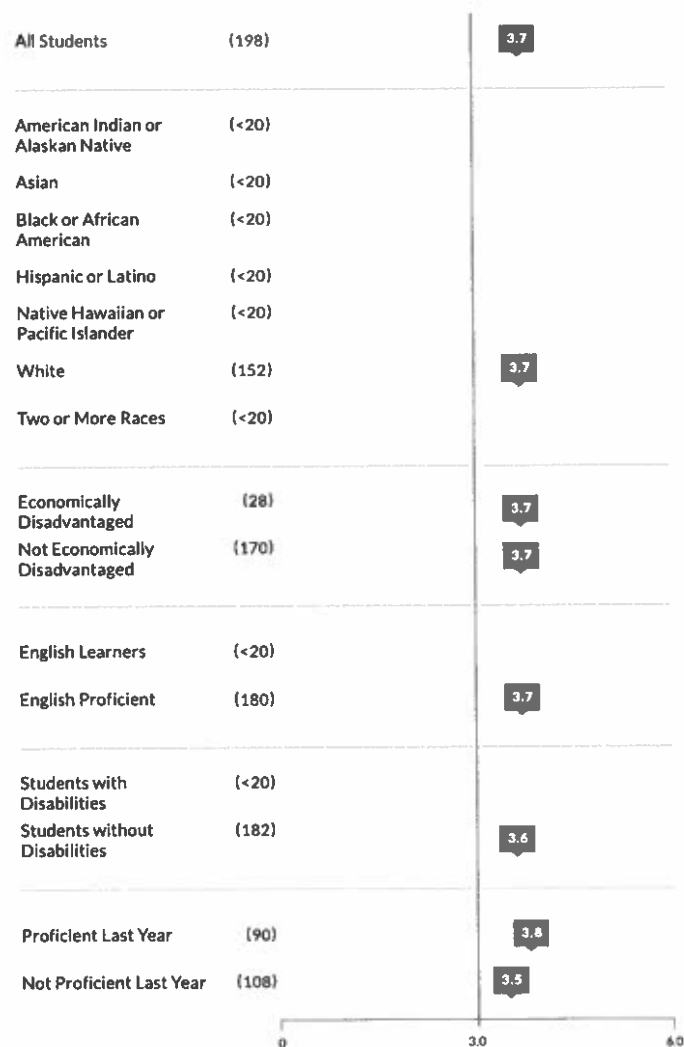 All Students (198) 3.7
American Indian or (<20)
Alaskan Native
Asian (<20)
Black or African (<20)
American
Hispanic or Latino (<20)
Native Hawaiian or (<20)
Pacific Islander
White (152) 3.7
Two or More Races (<20)
Economically (28) 3.7
Disadvantaged
Not Economically (170) 3.7
Disadvantaged
English Learners (<20)
English Proficient (180) 3.7
Students with (<20)
Disabilities
Students without (182) 3.6
Disabilities
Proficient Last Year (90) 3.8
Not Proficient Last Year (108) 3.5
0 3.0 6.0